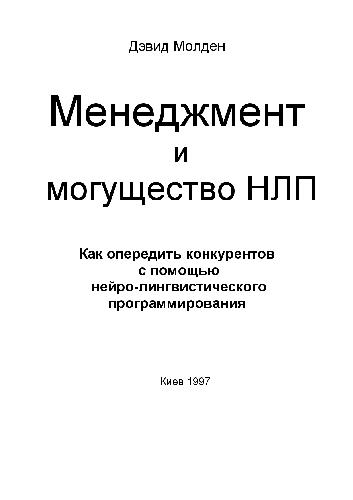 Дэвид Молден
Менеджмент
и
могущество НЛП
Как опередить конкурентов
с помощью
нейро-лингвистического
программирования
Киев 1997